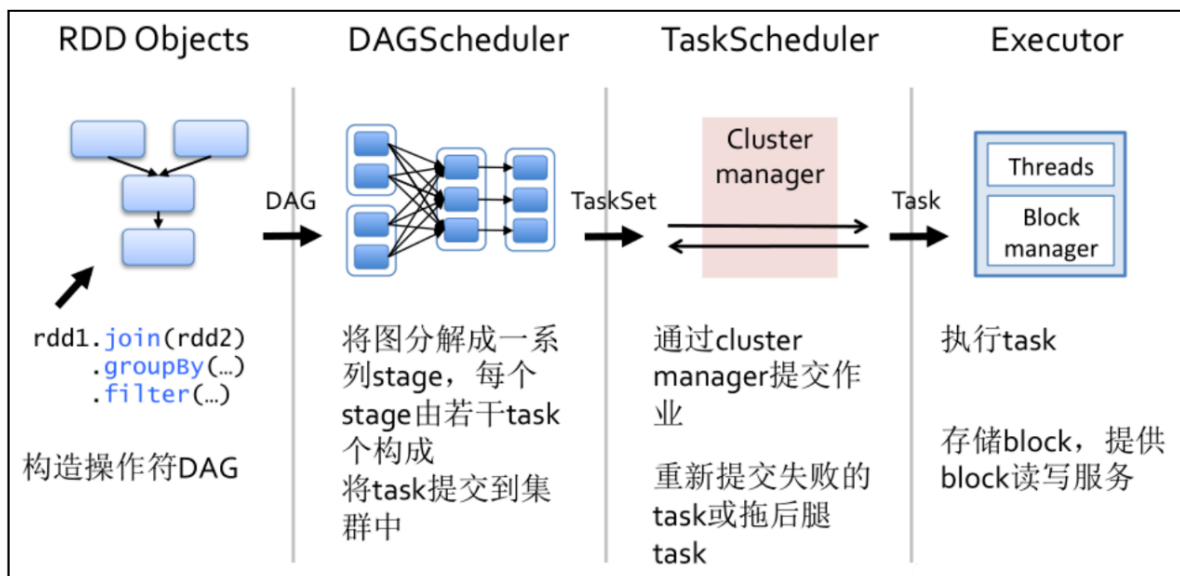 RDD Objects
DAGScheduler
TaskScheduler
Executor
DAG
TaskSet
Cluster
manager
Task
Threads
Block
manager
rdd1.join(rdd2)
.groupBy(…)
.filter(…)
构造操作符DAG
将图分解成一系
列stage，每个
stage由若干task
个构成
将task提交到集
群中
通过cluster
manager提交作
业
重新提交失败的
task或拖后腿
task
执行task
存储block，提供
block读写服务